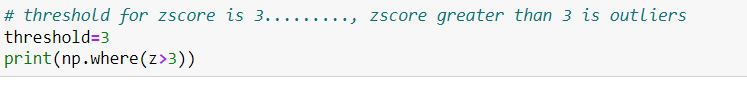 # threshold for zscore is 3........., zscore greater than 3 is outliers
threshold=3
print(np.where(z>3))